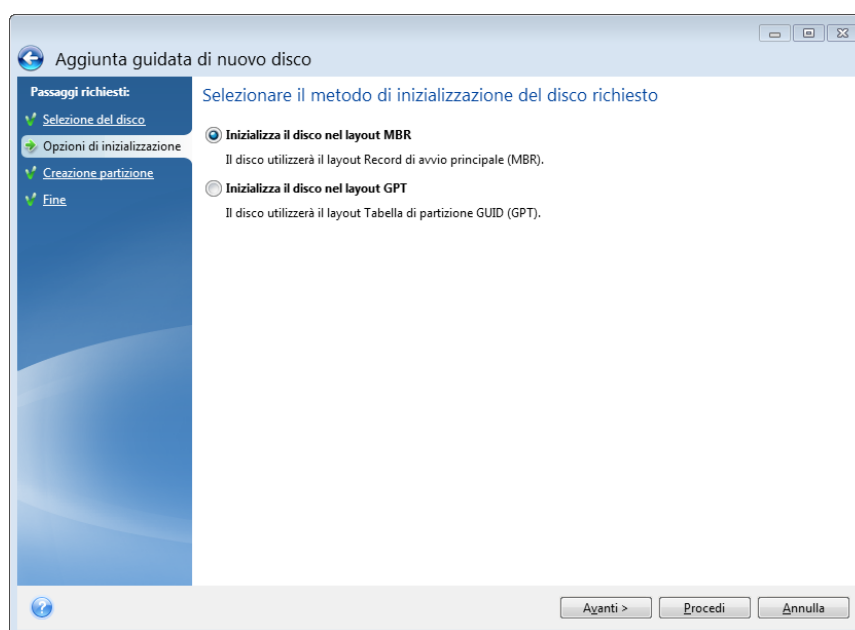 Aggiunta guidata di nuovo disco
Passaggi richiesti:
Selezione del disco
Opzioni di inizializzazione
Creazione partizione
Fine
Selezionare il metodo di inizializzazione del disco richiesto
Inizializza il disco nel layout MBR
Il disco utilizzerà il layout Record di avvio principale (MBR).
Inizializza il disco nel layout GPT
Il disco utilizzerà il layout Tabella di partizione GUID (GPT).
Avanti >
Procedi
Annulla